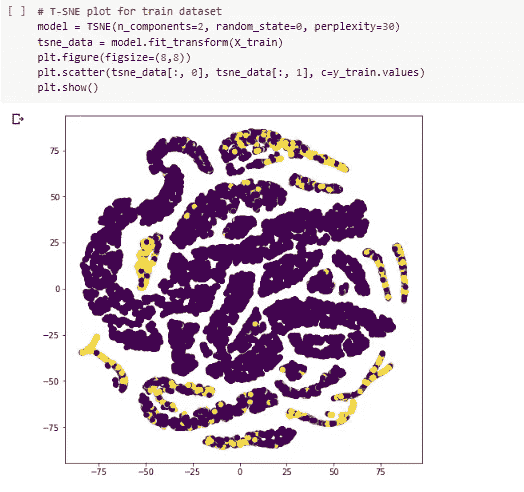 [ ] # T-SNE plot for train dataset
model = TSNE(n_components=2, random_state=0, perplexity=30)
tsne_data = model.fit_transform(X_train)
plt.figure(figsize=(8,8))
plt.scatter(tsne_data[:, 0], tsne_data[:, 1], c=y_train.values)
plt.show()
75
50
25
0
−25
−50
−75
−75 −50 −25 0 25 50 75